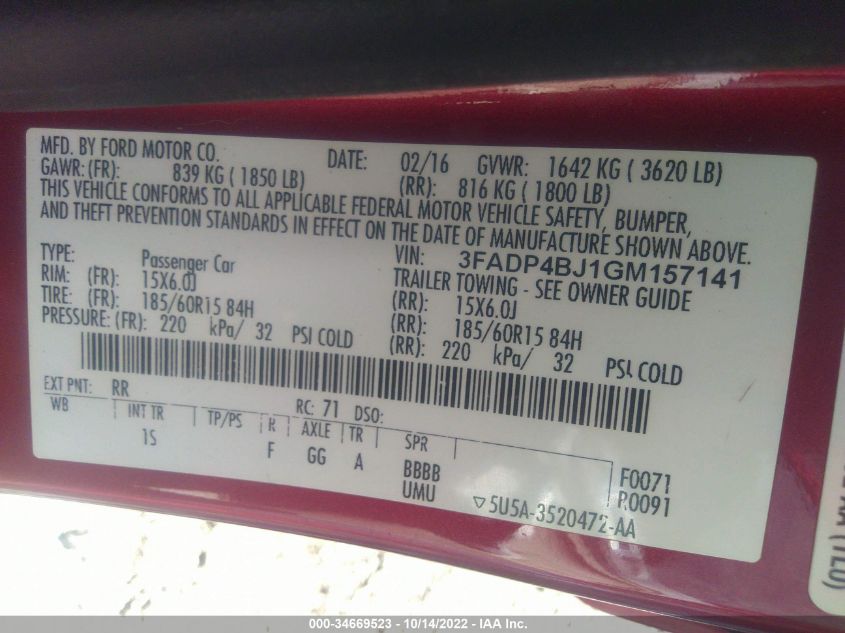 MFD. BY FORD MOTOR CO. DATE: 02/16 GVWR: 1642 KG ( 3620 LB)
GAWR: (FR): 839 KG ( 1850 LB) (RR): 816 KG ( 1800 LB)
THIS VEHICLE CONFORMS TO ALL APPLICABLE FEDERAL MOTOR VEHICLE SAFETY, BUMPER,
AND THEFT PREVENTION STANDARDS IN EFFECT ON THE DATE OF MANUFACTURE SHOWN ABOVE.
VIN: 3FADP4BJ1GM157141
TYPE: Passenger Car TRAILER TOWING - SEE OWNER GUIDE
RIM: (FR): 15X6.0J (RR): 15X6.0J
TIRE: (FR): 185/60R15 84H (RR): 185/60R15 84H
PRESSURE: (FR): 220 kPa/ 32 PSI COLD (RR): 220 kPa/ 32 PSI COLD
EXT PNT: RR RC: 71 DSO:
WB INT TR TP/PS R AXLE TR SPR
1S F GG A BBBB
UMU
F0071
R0091
▽5U5A-3520472-AA
000-34669523 - 10/14/2022 - IAA Inc.